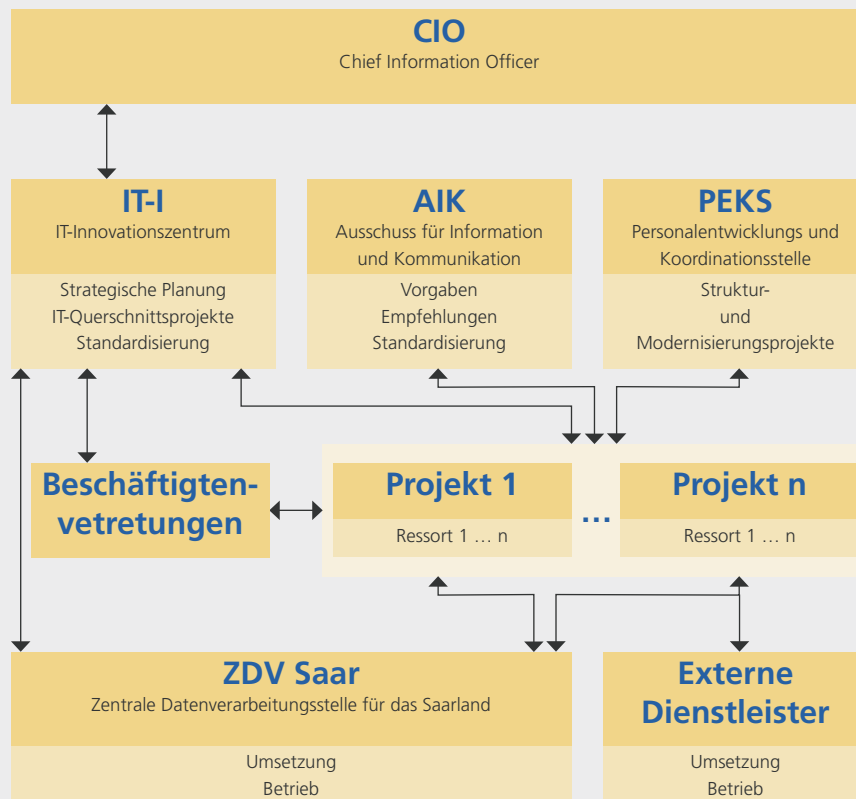 CIO
Chief Information Officer
IT-I
IT-Innovationszentrum
Strategische Planung
IT-Querschnittsprojekte
Standardisierung
AIK
Ausschuss für Information
und Kommunikation
Vorgaben
Empfehlungen
Standardisierung
PEKS
Personalentwicklungs und
Koordinationsstelle
Struktur-
und
Modernisierungsprojekte
Beschäftigten-
vetretungen
Projekt 1
Ressort 1 … n
...
Projekt n
Ressort 1 … n
ZDV Saar
Zentrale Datenverarbeitungsstelle für das Saarland
Umsetzung
Betrieb
Externe
Dienstleister
Umsetzung
Betrieb